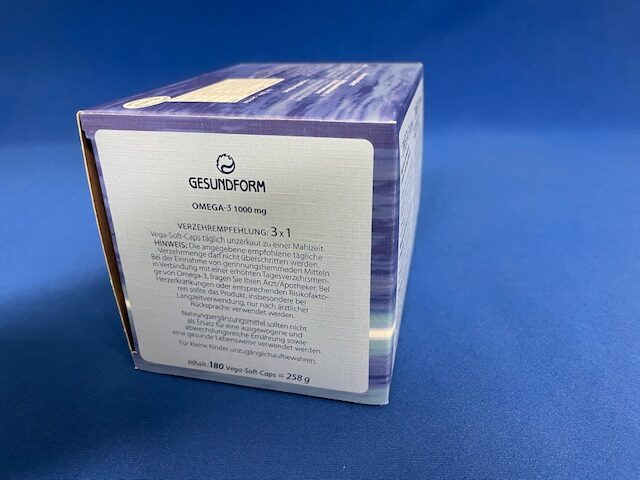 GESUNDFORM
OMEGA-3 1000 mg
VERZEHREMPFEHLUNG: 3 x 1
Vega-Soft-Caps täglich unzerkaut zu einer Mahlzeit.
HINWEIS: Die angegebene empfohlene tägliche
Verzehrmenge darf nicht überschritten werden.
Bei der Einnahme von gerinnungshemmeden Mitteln
in Verbindung mit einer erhöhten Tagesverzehrsmen-
ge von Omega-3, fragen Sie Ihren Arzt/Apotheker. Bei
Herzerkrankungen oder entsprechenden Risikofakto-
ren sollte das Produkt, insbesondere bei
Langzeitverwendung, nur nach ärztlicher
Rücksprache verwendet werden.
Nahrungsergänzungsmittel sollten nicht
als Ersatz für eine ausgewogene und
abwechslungsreiche Ernährung sowie
eine gesunde Lebensweise verwendet werden.
Für kleine Kinder unzugänglich aufbewahren.
Inhalt: 180 Vega-Soft-Caps = 258 g